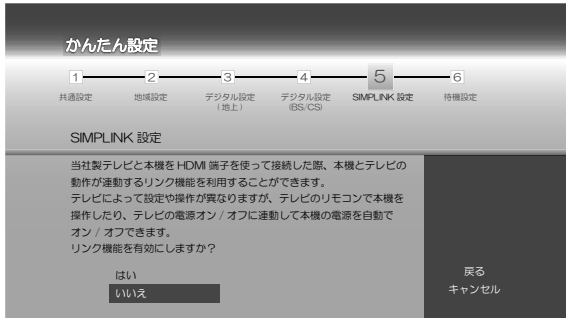 かんたん設定
1 2 3 4 5 6
共通設定 地域設定 デジタル設定 デジタル設定 SIMPLINK 設定 待機設定
（地上） (BS/CS)
SIMPLINK 設定
当社製テレビと本機を HDMI 端子を使って接続した際、本機とテレビの
動作が連動するリンク機能を利用することができます。
テレビによって設定や操作が異なりますが、テレビのリモコンで本機を
操作したり、テレビの電源オン / オフに連動して本機の電源を自動で
オン / オフできます。
リンク機能を有効にしますか？
はい
いいえ
戻る
キャンセル